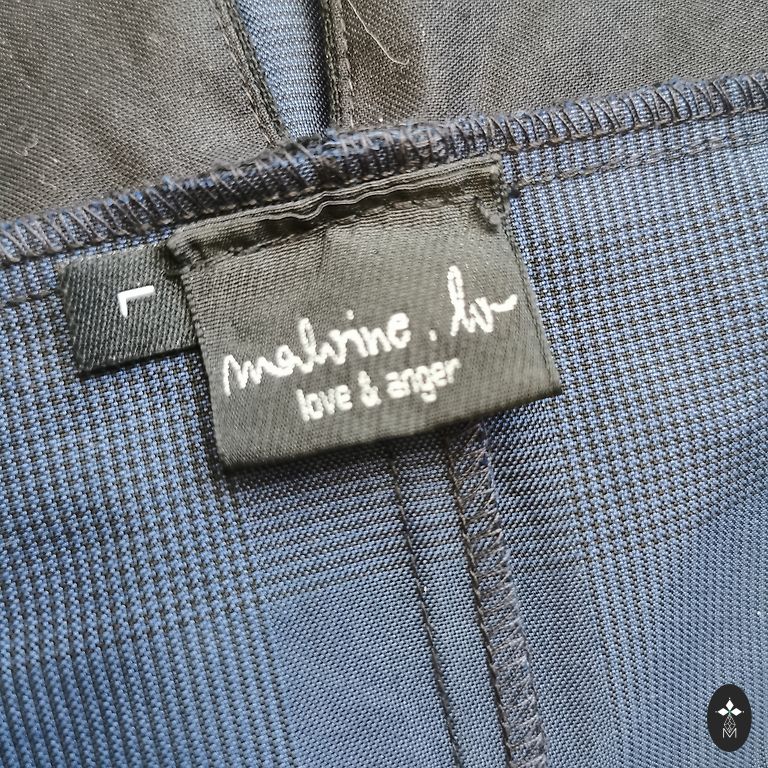 L
malvine . lv
love & anger
M